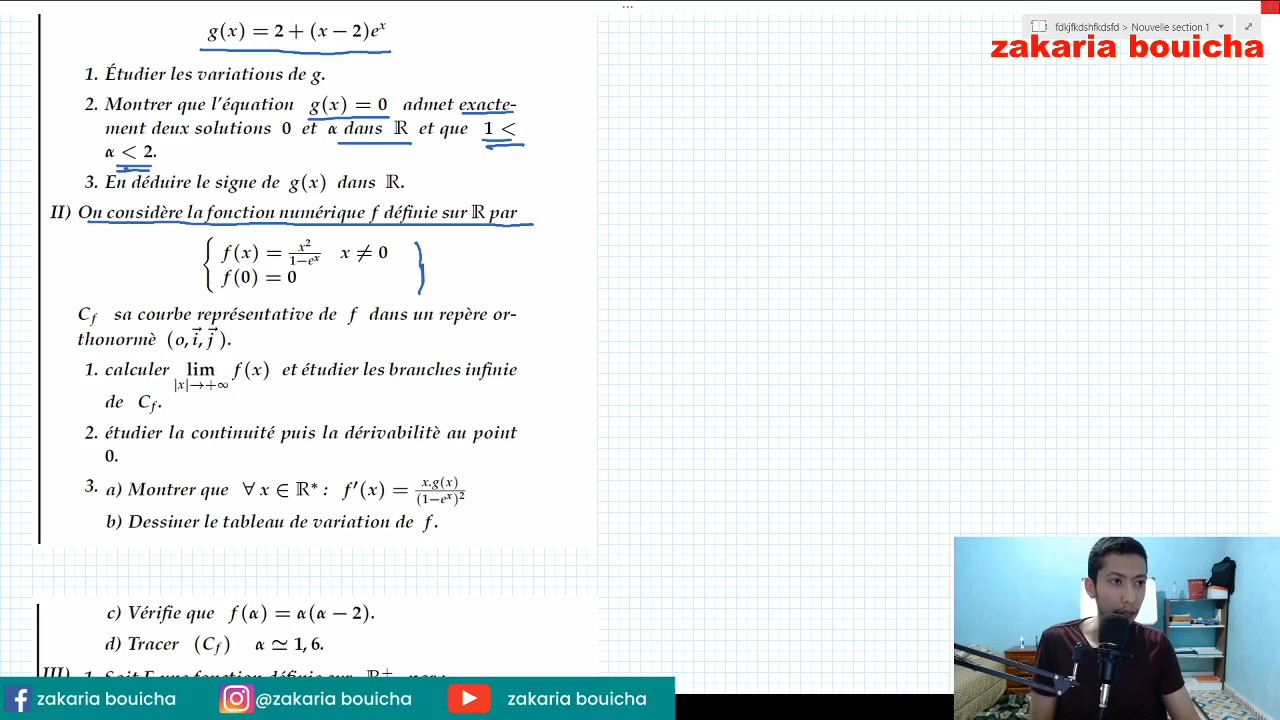 fdkjfkdshfkdsfd > Nouvelle section 1
zakaria bouicha
g(x) = 2 + (x − 2)eˣ
1. Étudier les variations de g.
2. Montrer que l'équation g(x) = 0 admet exacte-
ment deux solutions 0 et α dans ℝ et que 1 <
α < 2.
3. En déduire le signe de g(x) dans ℝ.
II) On considère la fonction numérique f définie sur ℝ par
{ f(x) = x²/(1−eˣ) x ≠ 0
f(0) = 0
C_f sa courbe représentative de f dans un repère or-
thonormè (o, i⃗, j⃗).
1. calculer lim |x|→+∞ f(x) et étudier les branches infinie
de C_f.
2. étudier la continuité puis la dérivabilitè au point
0.
3. a) Montrer que ∀ x ∈ ℝ* : f′(x) = x.g(x)/(1−eˣ)²
b) Dessiner le tableau de variation de f.
c) Vérifie que f(α) = α(α − 2).
d) Tracer (C_f) α ≃ 1,6.
zakaria bouicha @zakaria bouicha zakaria bouicha